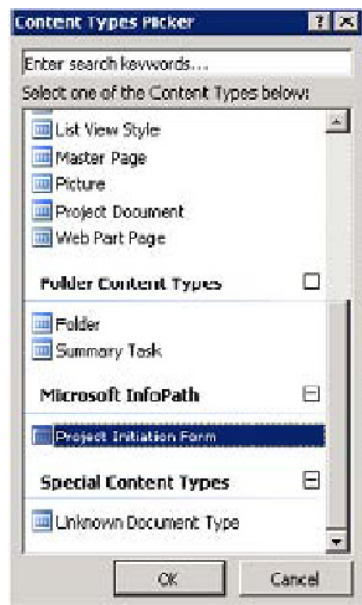 Content Types Picker
Enter search keywords...
Select one of the Content Types below:
List View Style
Master Page
Picture
Project Document
Web Part Page
Folder Content Types
Folder
Summary Task
Microsoft InfoPath
Project Initiation Form
Special Content Types
Unknown Document Type
OK
Cancel